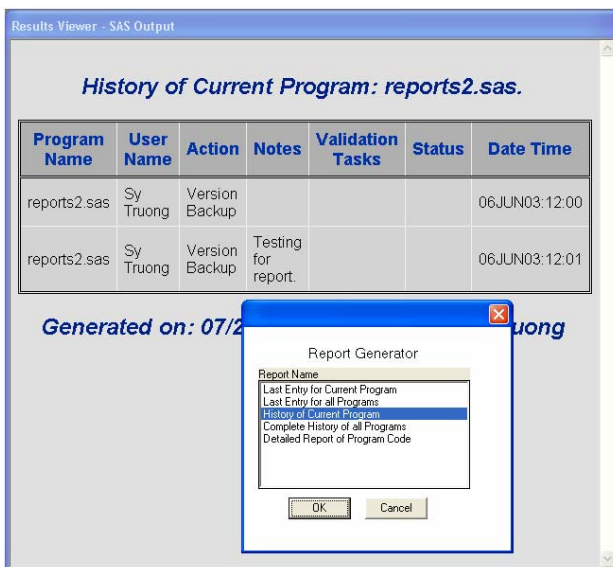 Results Viewer - SAS Output
History of Current Program: reports2.sas.
Program Name User Name Action Notes Validation Tasks Status Date Time
reports2.sas Sy Truong Version Backup 06JUN03:12:00
reports2.sas Sy Truong Version Backup Testing for report. 06JUN03:12:01
Generated on: 07/2
Report Generator
Report Name
Last Entry for Current Program
Last Entry for all Programs
History of Current Program
Complete History of all Programs
Detailed Report of Program Code
OK Cancel